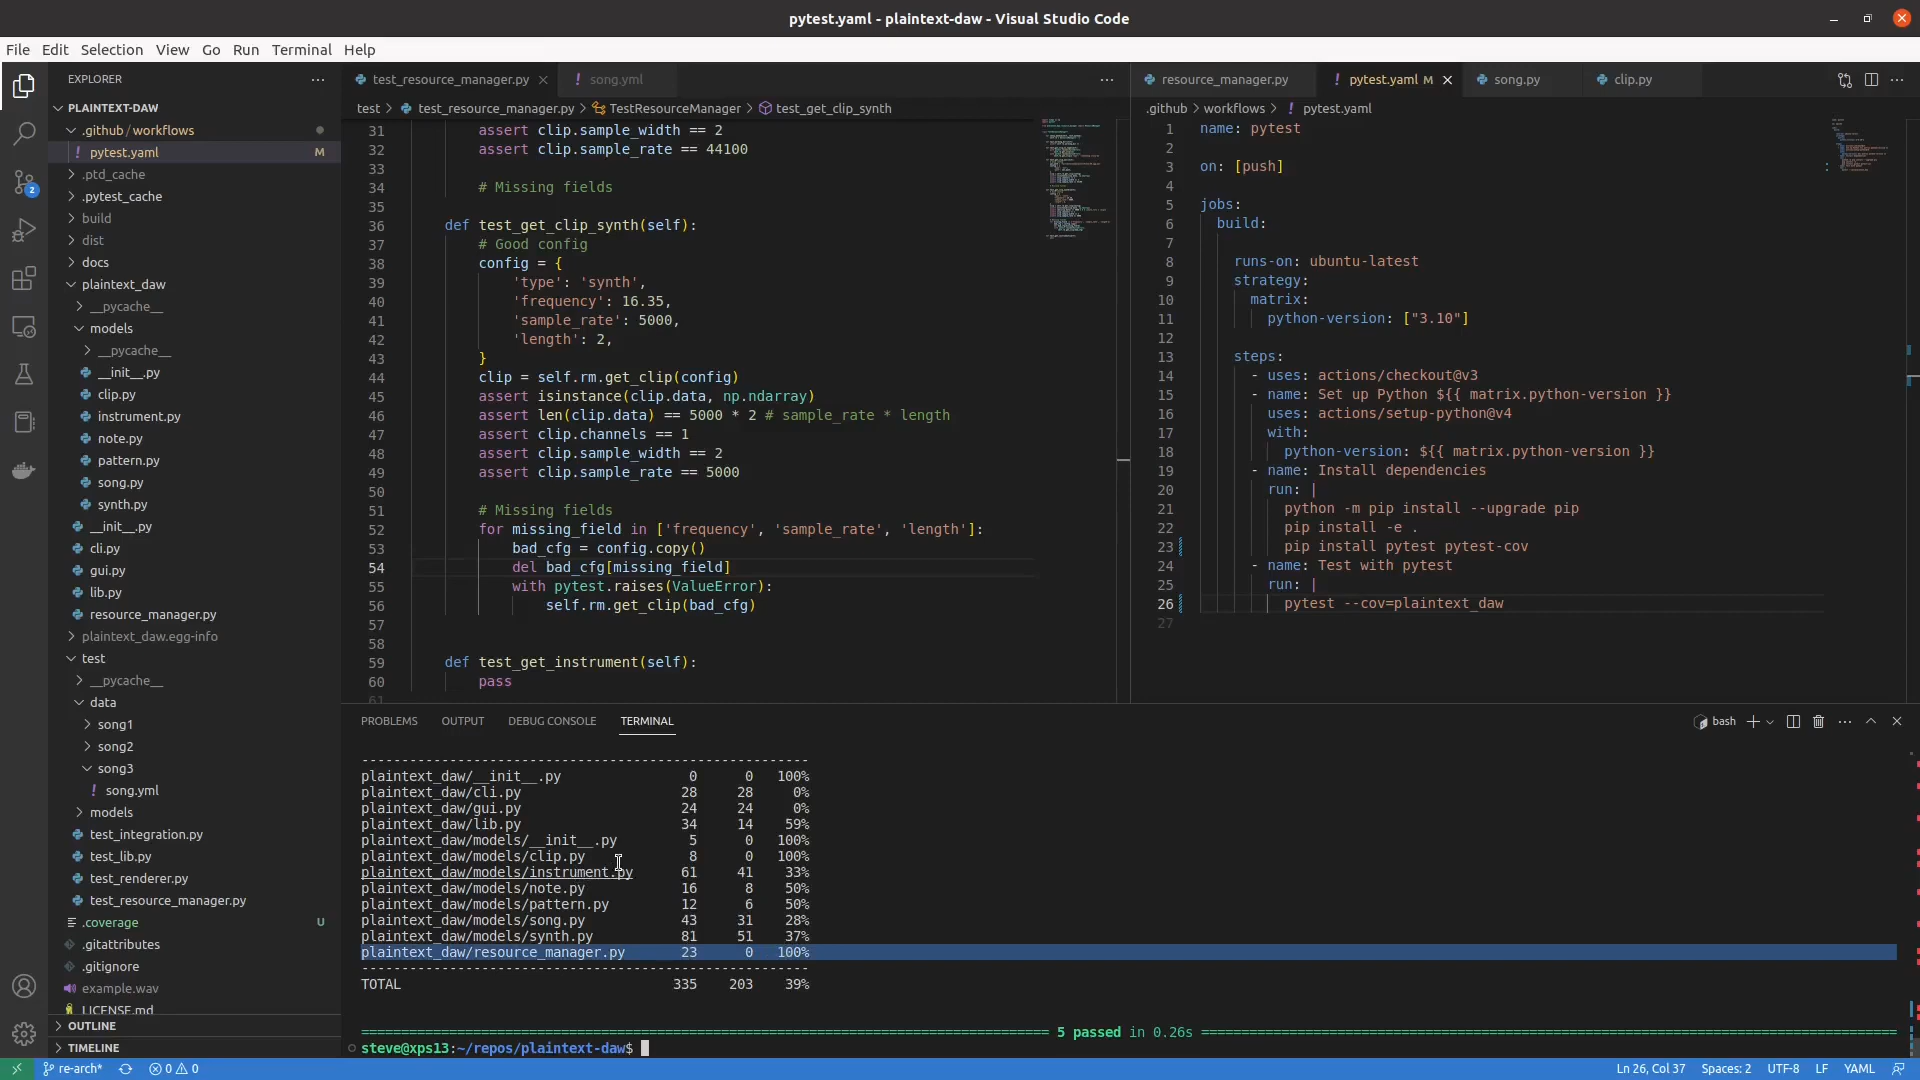 pytest.yaml - plaintext-daw - Visual Studio Code
File Edit Selection View Go Run Terminal Help
EXPLORER
PLAINTEXT-DAW
.github / workflows
pytest.yaml M
.ptd_cache
.pytest_cache
build
dist
docs
plaintext_daw
__pycache__
models
__pycache__
__init__.py
clip.py
instrument.py
note.py
pattern.py
song.py
synth.py
__init__.py
cli.py
gui.py
lib.py
resource_manager.py
plaintext_daw.egg-info
test
__pycache__
data
song1
song2
song3
song.yml
models
test_integration.py
test_lib.py
test_renderer.py
test_resource_manager.py
.coverage U
.gitattributes
.gitignore
example.wav
LICENSE.md
OUTLINE
TIMELINE
2
test_resource_manager.py song.yml
test > test_resource_manager.py > TestResourceManager > test_get_clip_synth
31 assert clip.sample_width == 2
32 assert clip.sample_rate == 44100
33
34 # Missing fields
35
36 def test_get_clip_synth(self):
37 # Good config
38 config = {
39 'type': 'synth',
40 'frequency': 16.35,
41 'sample_rate': 5000,
42 'length': 2,
43 }
44 clip = self.rm.get_clip(config)
45 assert isinstance(clip.data, np.ndarray)
46 assert len(clip.data) == 5000 * 2 # sample_rate * length
47 assert clip.channels == 1
48 assert clip.sample_width == 2
49 assert clip.sample_rate == 5000
50
51 # Missing fields
52 for missing_field in ['frequency', 'sample_rate', 'length']:
53 bad_cfg = config.copy()
54 del bad_cfg[missing_field]
55 with pytest.raises(ValueError):
56 self.rm.get_clip(bad_cfg)
57
58
59 def test_get_instrument(self):
60 pass
61
resource_manager.py pytest.yaml M song.py clip.py
.github > workflows > pytest.yaml
1 name: pytest
2
3 on: [push]
4
5 jobs:
6 build:
7
8 runs-on: ubuntu-latest
9 strategy:
10 matrix:
11 python-version: ["3.10"]
12
13 steps:
14 - uses: actions/checkout@v3
15 - name: Set up Python ${{ matrix.python-version }}
16 uses: actions/setup-python@v4
17 with:
18 python-version: ${{ matrix.python-version }}
19 - name: Install dependencies
20 run: |
21 python -m pip install --upgrade pip
22 pip install -e .
23 pip install pytest pytest-cov
24 - name: Test with pytest
25 run: |
26 pytest --cov=plaintext_daw
27
PROBLEMS OUTPUT DEBUG CONSOLE TERMINAL bash
--------------------------------------------------------
plaintext_daw/__init__.py 0 0 100%
plaintext_daw/cli.py 28 28 0%
plaintext_daw/gui.py 24 24 0%
plaintext_daw/lib.py 34 14 59%
plaintext_daw/models/__init__.py 5 0 100%
plaintext_daw/models/clip.py 8 0 100%
plaintext_daw/models/instrument.py 61 41 33%
plaintext_daw/models/note.py 16 8 50%
plaintext_daw/models/pattern.py 12 6 50%
plaintext_daw/models/song.py 43 31 28%
plaintext_daw/models/synth.py 81 51 37%
plaintext_daw/resource_manager.py 23 0 100%
--------------------------------------------------------
TOTAL 335 203 39%
5 passed in 0.26s
steve@xps13:~/repos/plaintext-daw$
re-arch* 0 0 Ln 26, Col 37 Spaces: 2 UTF-8 LF YAML